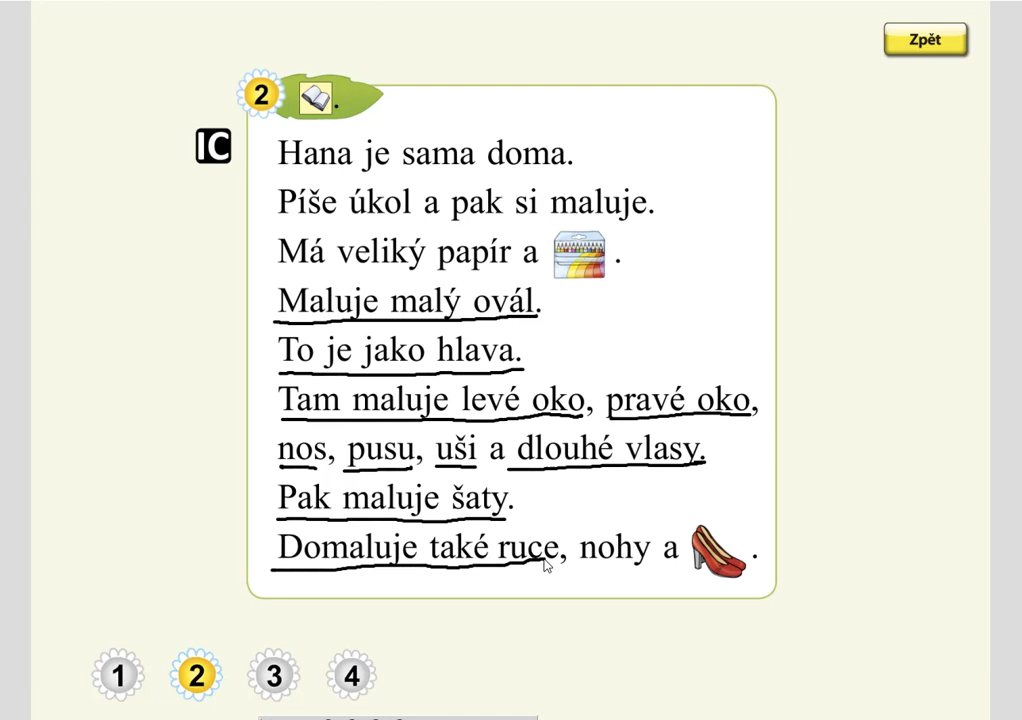 Zpět
2 .
IC
Hana je sama doma.
Píše úkol a pak si maluje.
Má veliký papír a .
Maluje malý ovál.
To je jako hlava.
Tam maluje levé oko, pravé oko,
nos, pusu, uši a dlouhé vlasy.
Pak maluje šaty.
Domaluje také ruce, nohy a .
1 2 3 4